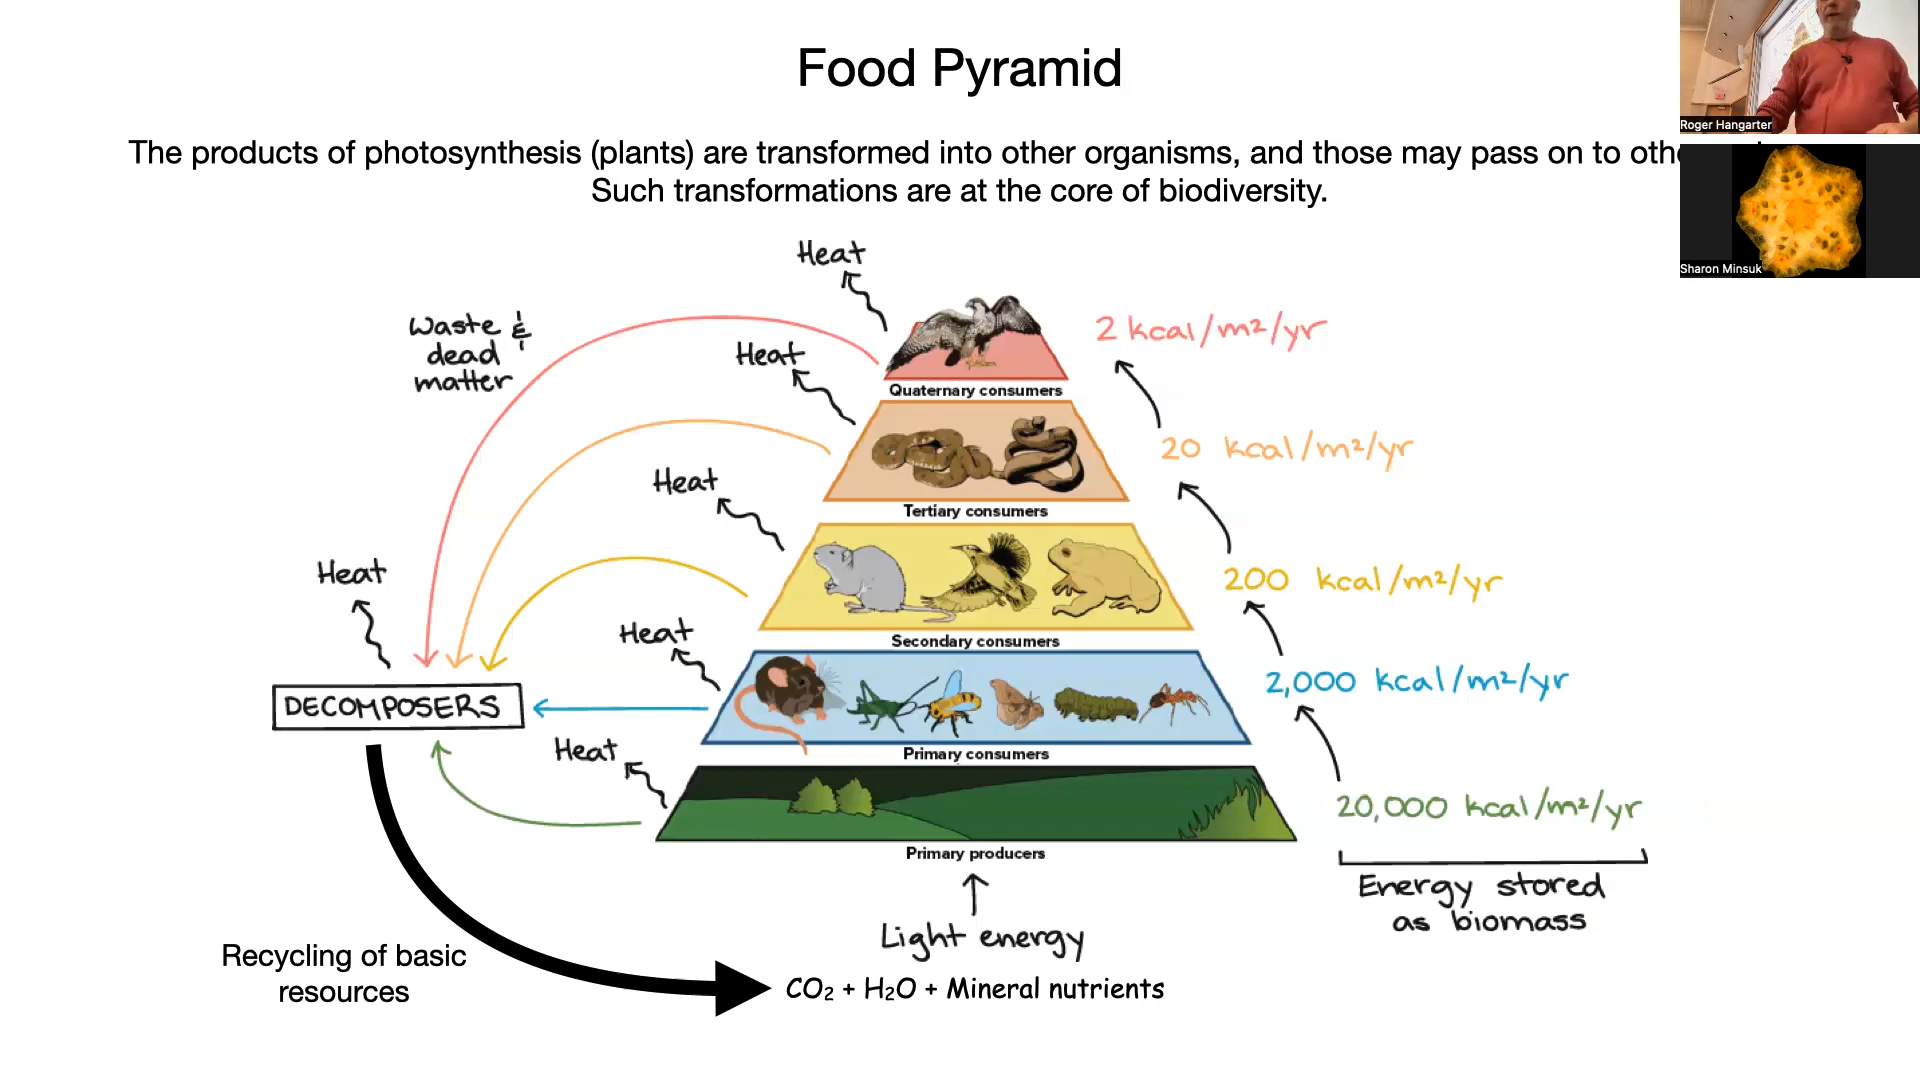 Food Pyramid
Roger Hangarter
The products of photosynthesis (plants) are transformed into other organisms, and those may pass on to
Such transformations are at the core of biodiversity.
Sharon Minsuk
Heat
Waste &
dead
matter
Heat
2 kcal/m²/yr
Quaternary consumers
20 kcal/m²/yr
Heat
Tertiary consumers
Heat
200 kcal/m²/yr
Heat
Secondary consumers
2,000 kcal/m²/yr
DECOMPOSERS
Heat
Primary consumers
20,000 kcal/m²/yr
Primary producers
Energy stored
as biomass
Light energy
Recycling of basic
resources
CO₂ + H₂O + Mineral nutrients